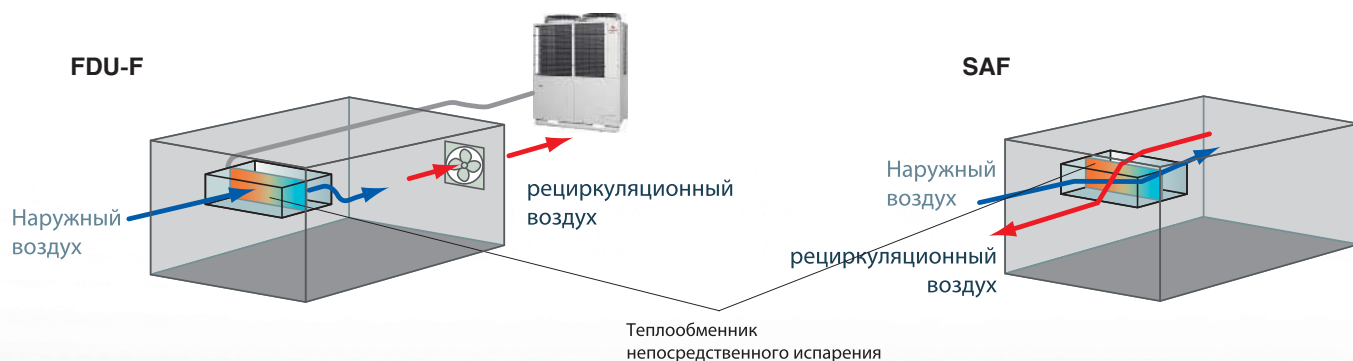 FDU-F
SAF
Наружный
воздух
рециркуляционный
воздух
Наружный
воздух
рециркуляционный
воздух
Теплообменник
непосредственного испарения